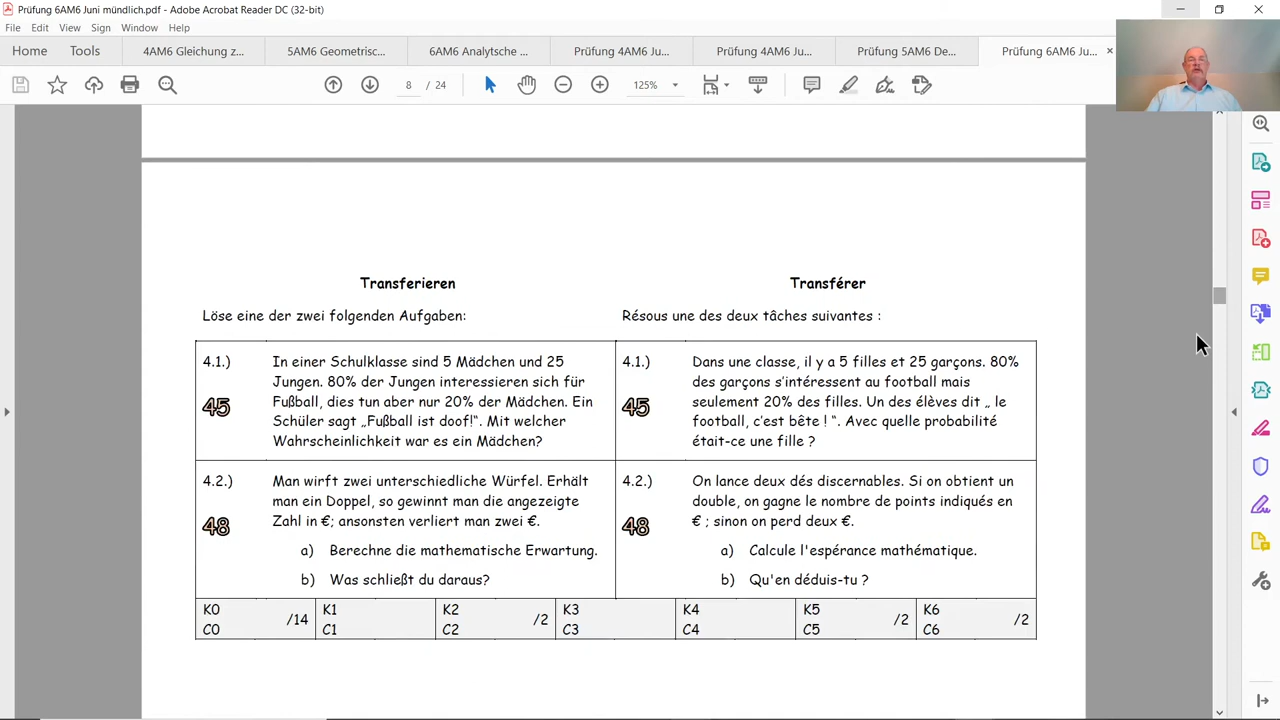 Prüfung 6AM6 Juni mündlich.pdf - Adobe Acrobat Reader DC (32-bit)
File Edit View Sign Window Help
Home Tools 4AM6 Gleichung z... 5AM6 Geometrisc... 6AM6 Analytsche ... Prüfung 4AM6 Ju... Prüfung 4AM6 Ju... Prüfung 5AM6 De... Prüfung 6AM6 Ju... ×
8 / 24 125%
Transferieren
Löse eine der zwei folgenden Aufgaben:
4.1.) In einer Schulklasse sind 5 Mädchen und 25
Jungen. 80% der Jungen interessieren sich für
45 Fußball, dies tun aber nur 20% der Mädchen. Ein
Schüler sagt „Fußball ist doof!“. Mit welcher
Wahrscheinlichkeit war es ein Mädchen?
4.2.) Man wirft zwei unterschiedliche Würfel. Erhält
man ein Doppel, so gewinnt man die angezeigte
48 Zahl in €; ansonsten verliert man zwei €.
a) Berechne die mathematische Erwartung.
b) Was schließt du daraus?
Transférer
Résous une des deux tâches suivantes :
4.1.) Dans une classe, il y a 5 filles et 25 garçons. 80%
des garçons s’intéressent au football mais
45 seulement 20% des filles. Un des élèves dit „ le
football, c’est bête ! “. Avec quelle probabilité
était-ce une fille ?
4.2.) On lance deux dés discernables. Si on obtient un
double, on gagne le nombre de points indiqués en
48 € ; sinon on perd deux €.
a) Calcule l'espérance mathématique.
b) Qu'en déduis-tu ?
K0 /14 K1 K2 /2 K3 K4 K5 /2 K6 /2
C0 C1 C2 C3 C4 C5 C6